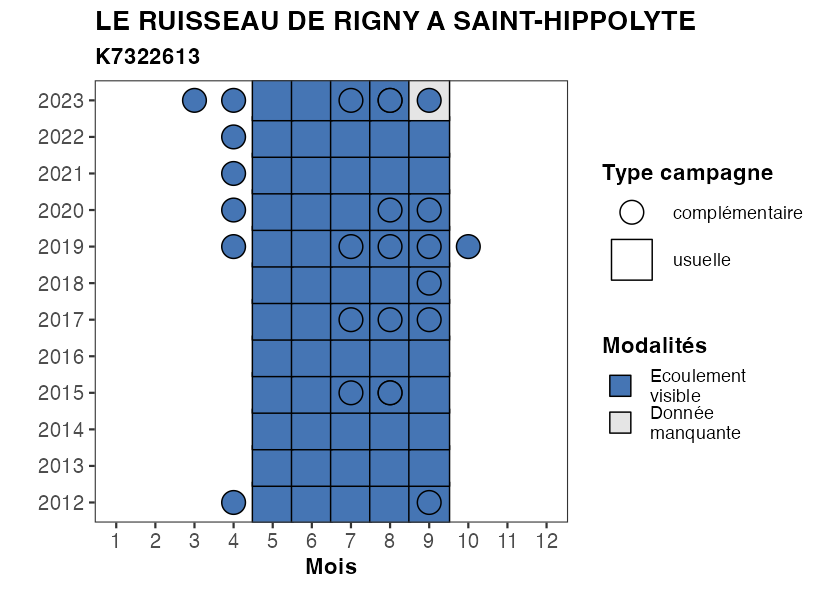 LE RUISSEAU DE RIGNY A SAINT-HIPPOLYTE
K7322613
2023
2022
2021
2020
2019
2018
2017
2016
2015
2014
2013
2012
1 2 3 4 5 6 7 8 9 10 11 12
Mois
Type campagne
complémentaire
usuelle
Modalités
Ecoulement
visible
Donnée
manquante